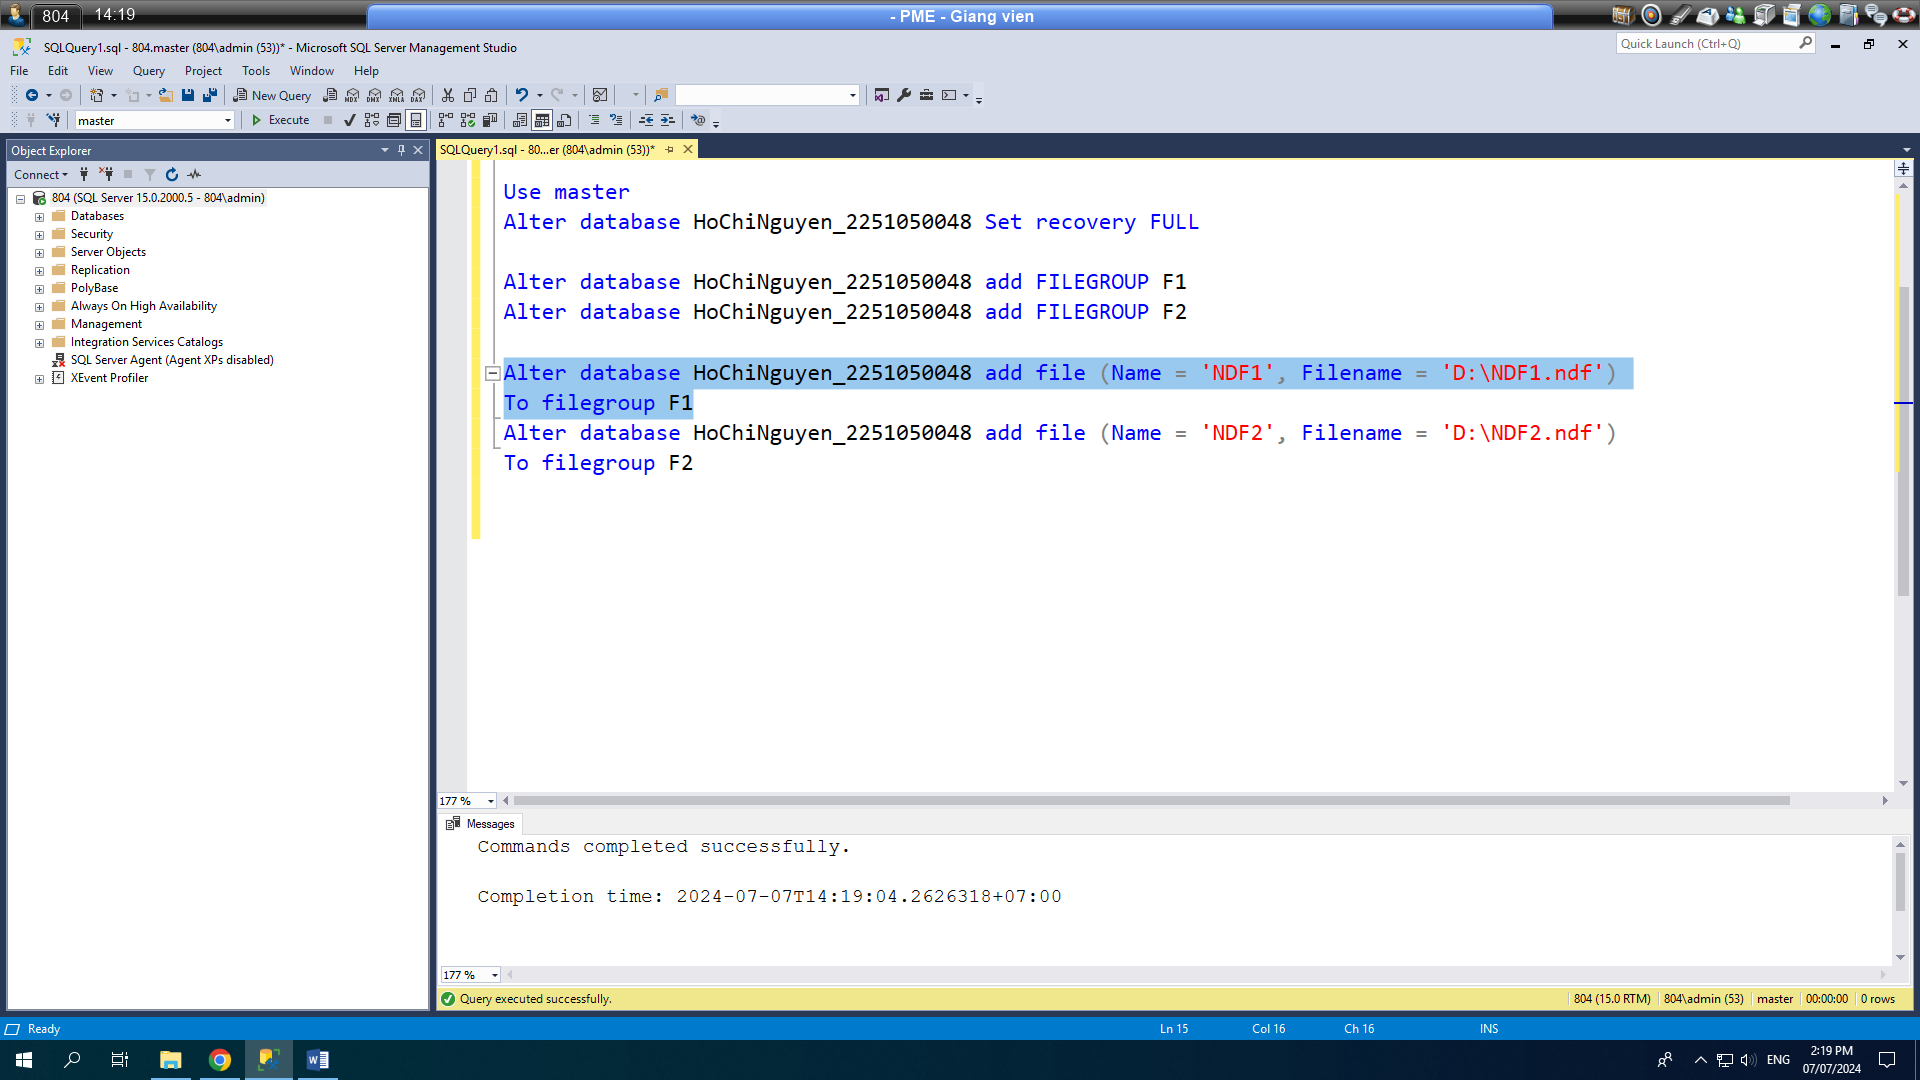 804 14:19 - PME - Giang vien
SQLQuery1.sql - 804.master (804\admin (53))* - Microsoft SQL Server Management Studio
Quick Launch (Ctrl+Q)
File Edit View Query Project Tools Window Help
New Query
MDX DMX XMLA DAX
master
Execute
Object Explorer
Connect
804 (SQL Server 15.0.2000.5 - 804\admin)
Databases
Security
Server Objects
Replication
PolyBase
Always On High Availability
Management
Integration Services Catalogs
SQL Server Agent (Agent XPs disabled)
XEvent Profiler
SQLQuery1.sql - 80...er (804\admin (53))*
Use master
Alter database HoChiNguyen_2251050048 Set recovery FULL
Alter database HoChiNguyen_2251050048 add FILEGROUP F1
Alter database HoChiNguyen_2251050048 add FILEGROUP F2
Alter database HoChiNguyen_2251050048 add file (Name = 'NDF1', Filename = 'D:\NDF1.ndf')
To filegroup F1
Alter database HoChiNguyen_2251050048 add file (Name = 'NDF2', Filename = 'D:\NDF2.ndf')
To filegroup F2
177 %
Messages
Commands completed successfully.
Completion time: 2024-07-07T14:19:04.2626318+07:00
177 %
Query executed successfully.
804 (15.0 RTM) 804\admin (53) master 00:00:00 0 rows
Ready Ln 15 Col 16 Ch 16 INS
ENG
2:19 PM
07/07/2024